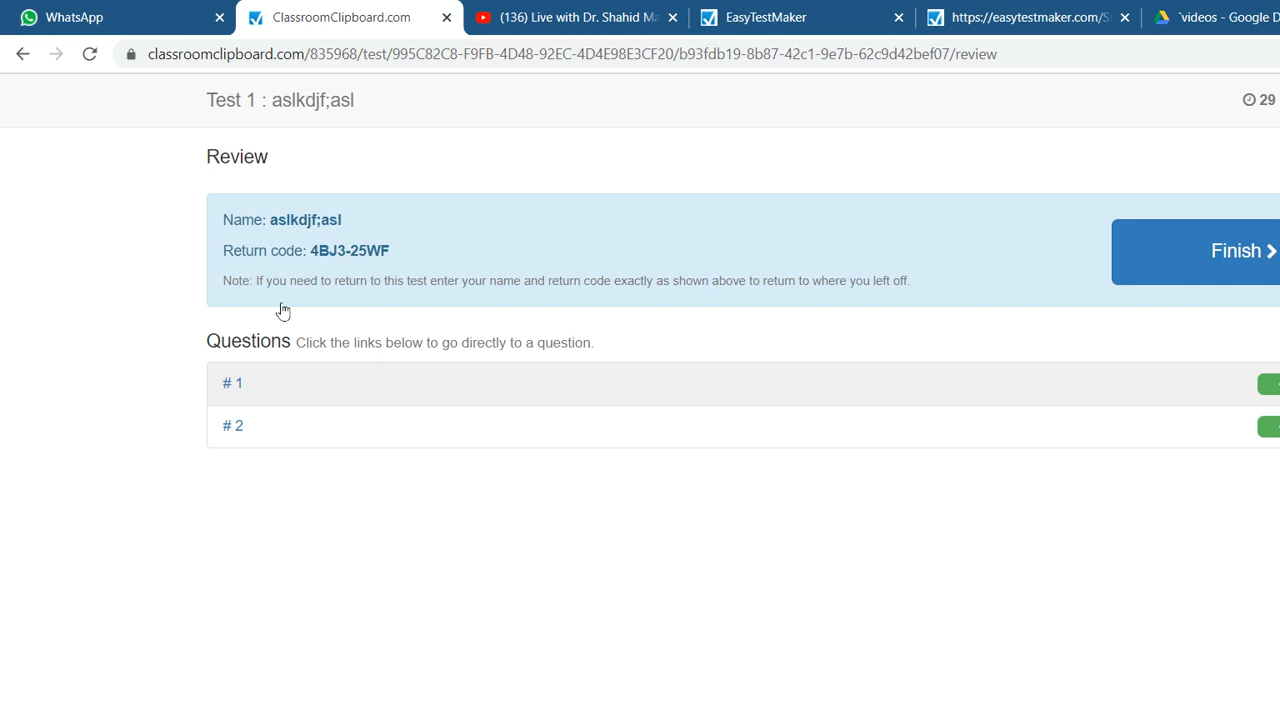 WhatsApp
ClassroomClipboard.com
(136) Live with Dr. Shahid Ma
EasyTestMaker
https://easytestmaker.com/S
`videos - Google D
classroomclipboard.com/835968/test/995C82C8-F9FB-4D48-92EC-4D4E98E3CF20/b93fdb19-8b87-42c1-9e7b-62c9d42bef07/review
Test 1 : aslkdjf;asl
29
Review
Name: aslkdjf;asl
Return code: 4BJ3-25WF
Finish
Note: If you need to return to this test enter your name and return code exactly as shown above to return to where you left off.
Questions Click the links below to go directly to a question.
# 1
# 2